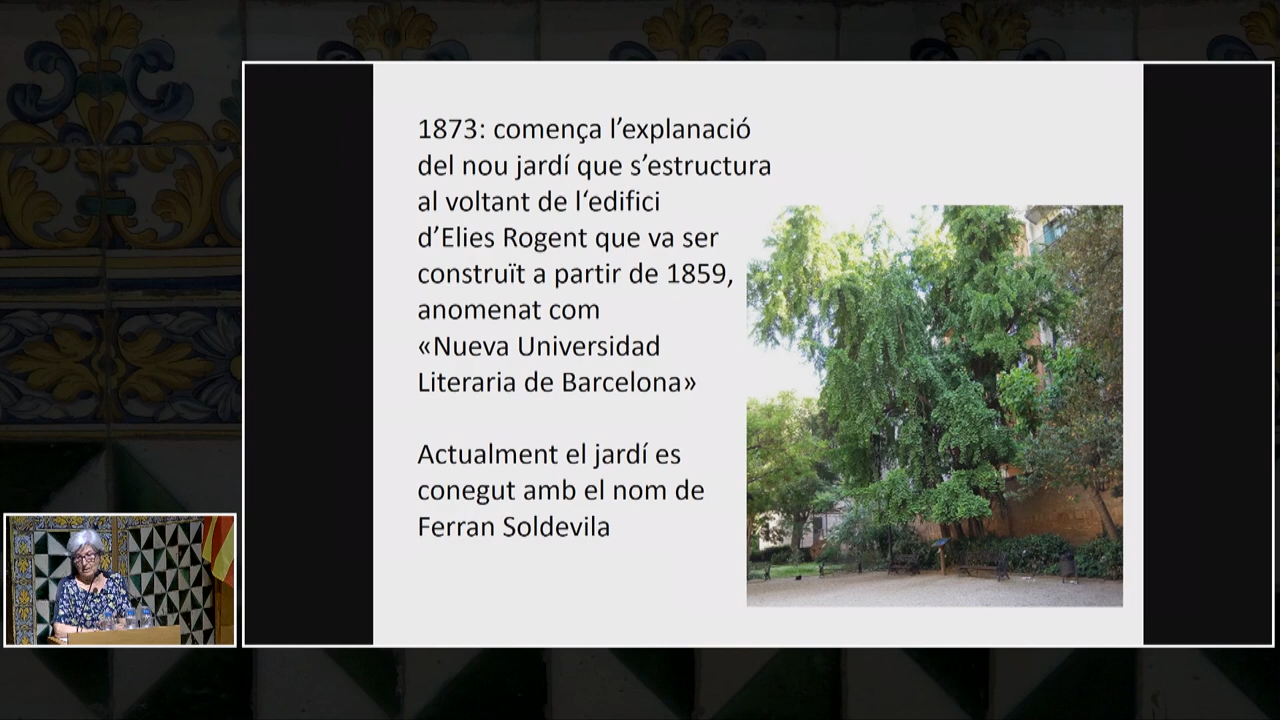 1873: comença l’explanació
del nou jardí que s’estructura
al voltant de l‘edifici
d’Elies Rogent que va ser
construït a partir de 1859,
anomenat com
«Nueva Universidad
Literaria de Barcelona»
Actualment el jardí es
conegut amb el nom de
Ferran Soldevila